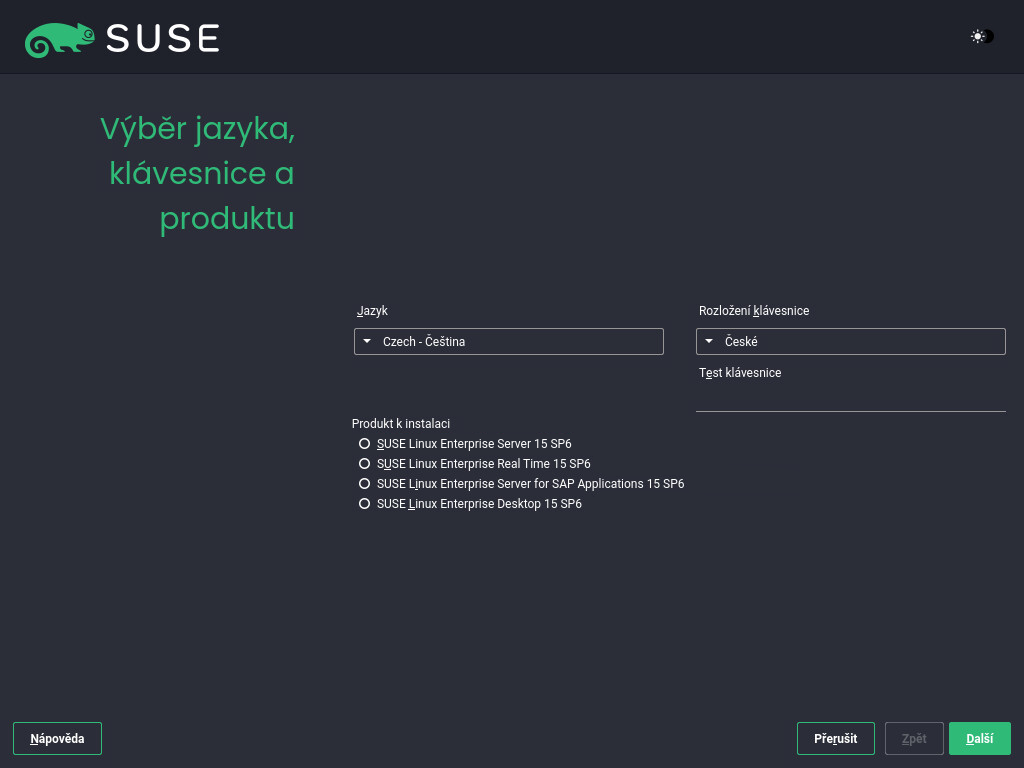 SUSE
Výběr jazyka,
klávesnice a
produktu
Jazyk
Rozložení klávesnice
Czech - Čeština
České
Test klávesnice
Produkt k instalaci
SUSE Linux Enterprise Server 15 SP6
SUSE Linux Enterprise Real Time 15 SP6
SUSE Linux Enterprise Server for SAP Applications 15 SP6
SUSE Linux Enterprise Desktop 15 SP6
Nápověda
Přerušit
Zpět
Další